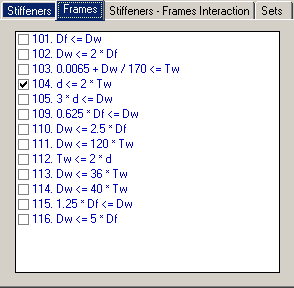 Stiffeners Frames Stiffeners - Frames Interaction Sets
101. Df <= Dw
102. Dw <= 2 * Df
103. 0.0065 + Dw / 170 <= Tw
104. d <= 2 * Tw
105. 3 * d <= Dw
109. 0.625 * Df <= Dw
110. Dw <= 2.5 * Df
111. Dw <= 120 * Tw
112. Tw <= 2 * d
113. Dw <= 36 * Tw
114. Dw <= 40 * Tw
115. 1.25 * Df <= Dw
116. Dw <= 5 * Df